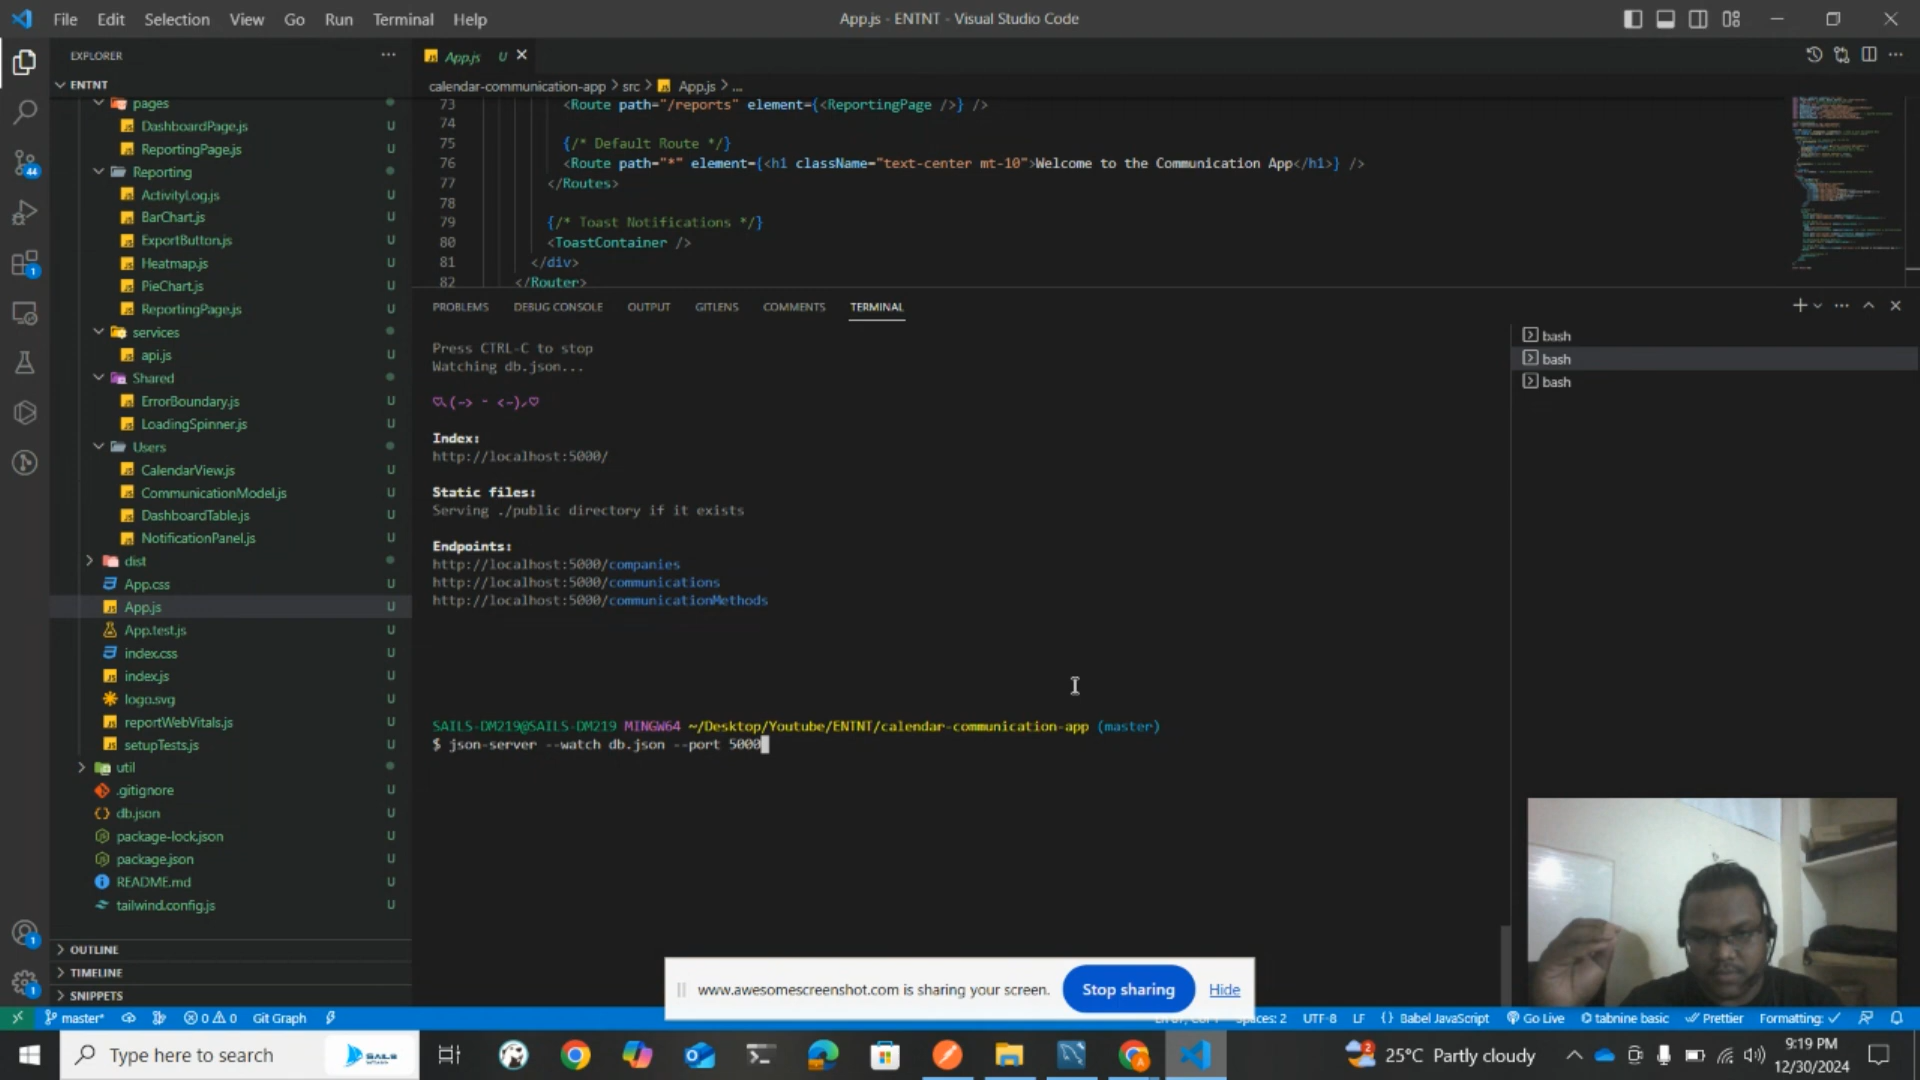 File Edit Selection View Go Run Terminal Help
App.js - ENTNT - Visual Studio Code
EXPLORER
ENTNT
pages
DashboardPage.js U
ReportingPage.js U
Reporting
ActivityLog.js U
BarChart.js U
ExportButton.js U
Heatmap.js U
PieChart.js U
ReportingPage.js U
services
api.js U
Shared
ErrorBoundary.js U
LoadingSpinner.js U
Users
CalendarView.js U
CommunicationModel.js U
DashboardTable.js U
NotificationPanel.js U
dist
App.css U
App.js U
App.test.js U
index.css U
index.js U
logo.svg U
reportWebVitals.js U
setupTests.js U
util
.gitignore U
db.json U
package-lock.json U
package.json U
README.md U
tailwind.config.js U
OUTLINE
TIMELINE
SNIPPETS
44
1
1
1
App.js U
calendar-communication-app > src > App.js > ...
73 <Route path="/reports" element={<ReportingPage />} />
74
75 {/* Default Route */}
76 <Route path="*" element={<h1 className="text-center mt-10">Welcome to the Communication App</h1>} />
77 </Routes>
78
79 {/* Toast Notifications */}
80 <ToastContainer />
81 </div>
82 </Router>
PROBLEMS DEBUG CONSOLE OUTPUT GITLENS COMMENTS TERMINAL
Press CTRL-C to stop
Watching db.json...
Index:
http://localhost:5000/
Static files:
Serving ./public directory if it exists
Endpoints:
http://localhost:5000/companies
http://localhost:5000/communications
http://localhost:5000/communicationMethods
SAILS-DM219@SAILS-DM219 MINGW64 ~/Desktop/Youtube/ENTNT/calendar-communication-app (master)
$ json-server --watch db.json --port 5000
bash
bash
bash
www.awesomescreenshot.com is sharing your screen. Stop sharing Hide
master* 0 0 Git Graph
Spaces: 2 UTF-8 LF {} Babel JavaScript Go Live tabnine basic Prettier Formatting: ✓
Type here to search
25°C Partly cloudy
9:19 PM
12/30/2024